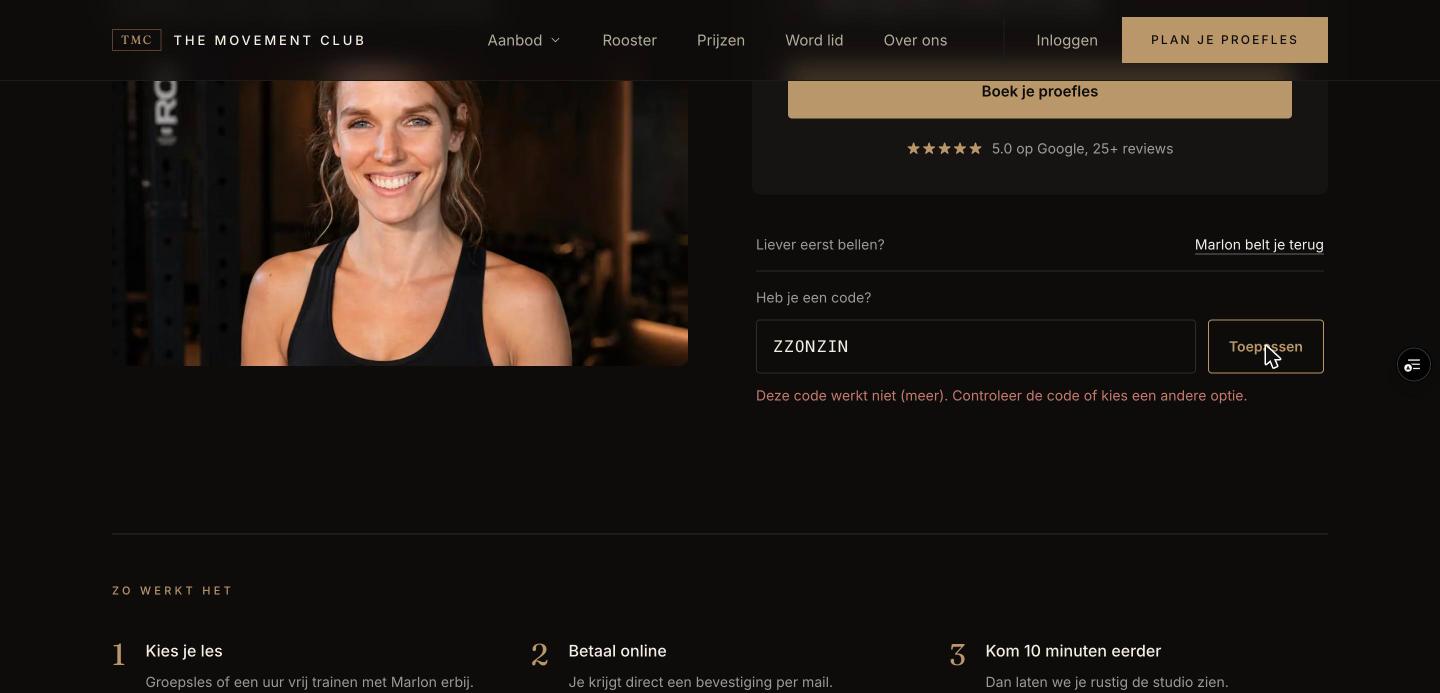 TMC THE MOVEMENT CLUB Aanbod Rooster Prijzen Word lid Over ons Inloggen PLAN JE PROEFLES
Boek je proefles
5.0 op Google, 25+ reviews
Liever eerst bellen? Marlon belt je terug
Heb je een code?
ZZONZIN Toepassen
Deze code werkt niet (meer). Controleer de code of kies een andere optie.
ZO WERKT HET
1 Kies je les
Groepsles of een uur vrij trainen met Marlon erbij.
2 Betaal online
Je krijgt direct een bevestiging per mail.
3 Kom 10 minuten eerder
Dan laten we je rustig de studio zien.